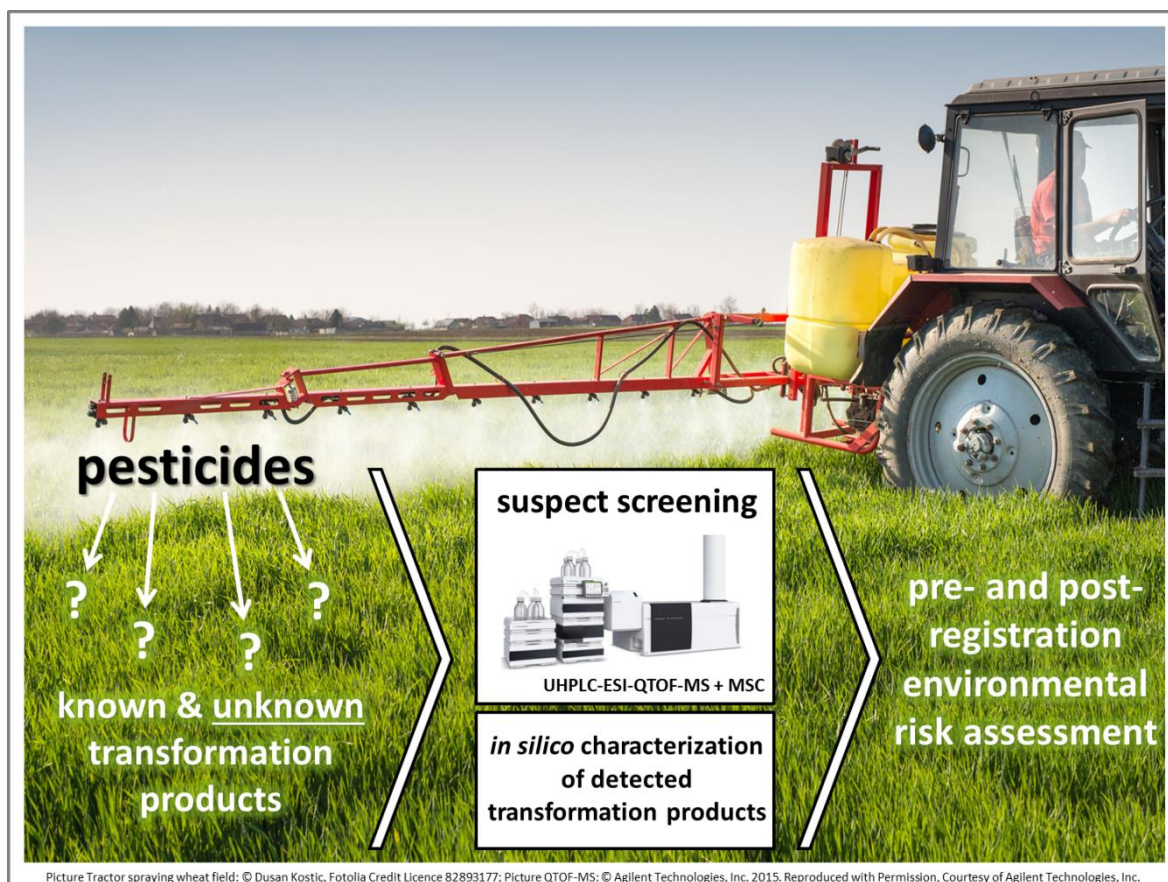 pesticides
? ? ? ?
known & unknown
transformation
products
suspect screening
UHPLC-ESI-QTOF-MS + MSC
in silico characterization
of detected
transformation products
pre- and post-
registration
environmental
risk assessment
Picture Tractor spraying wheat field: © Dusan Kostic, Fotolia Credit Licence 82893177; Picture QTOF-MS: © Agilent Technologies, Inc. 2015. Reproduced with Permission, Courtesy of Agilent Technologies, Inc.